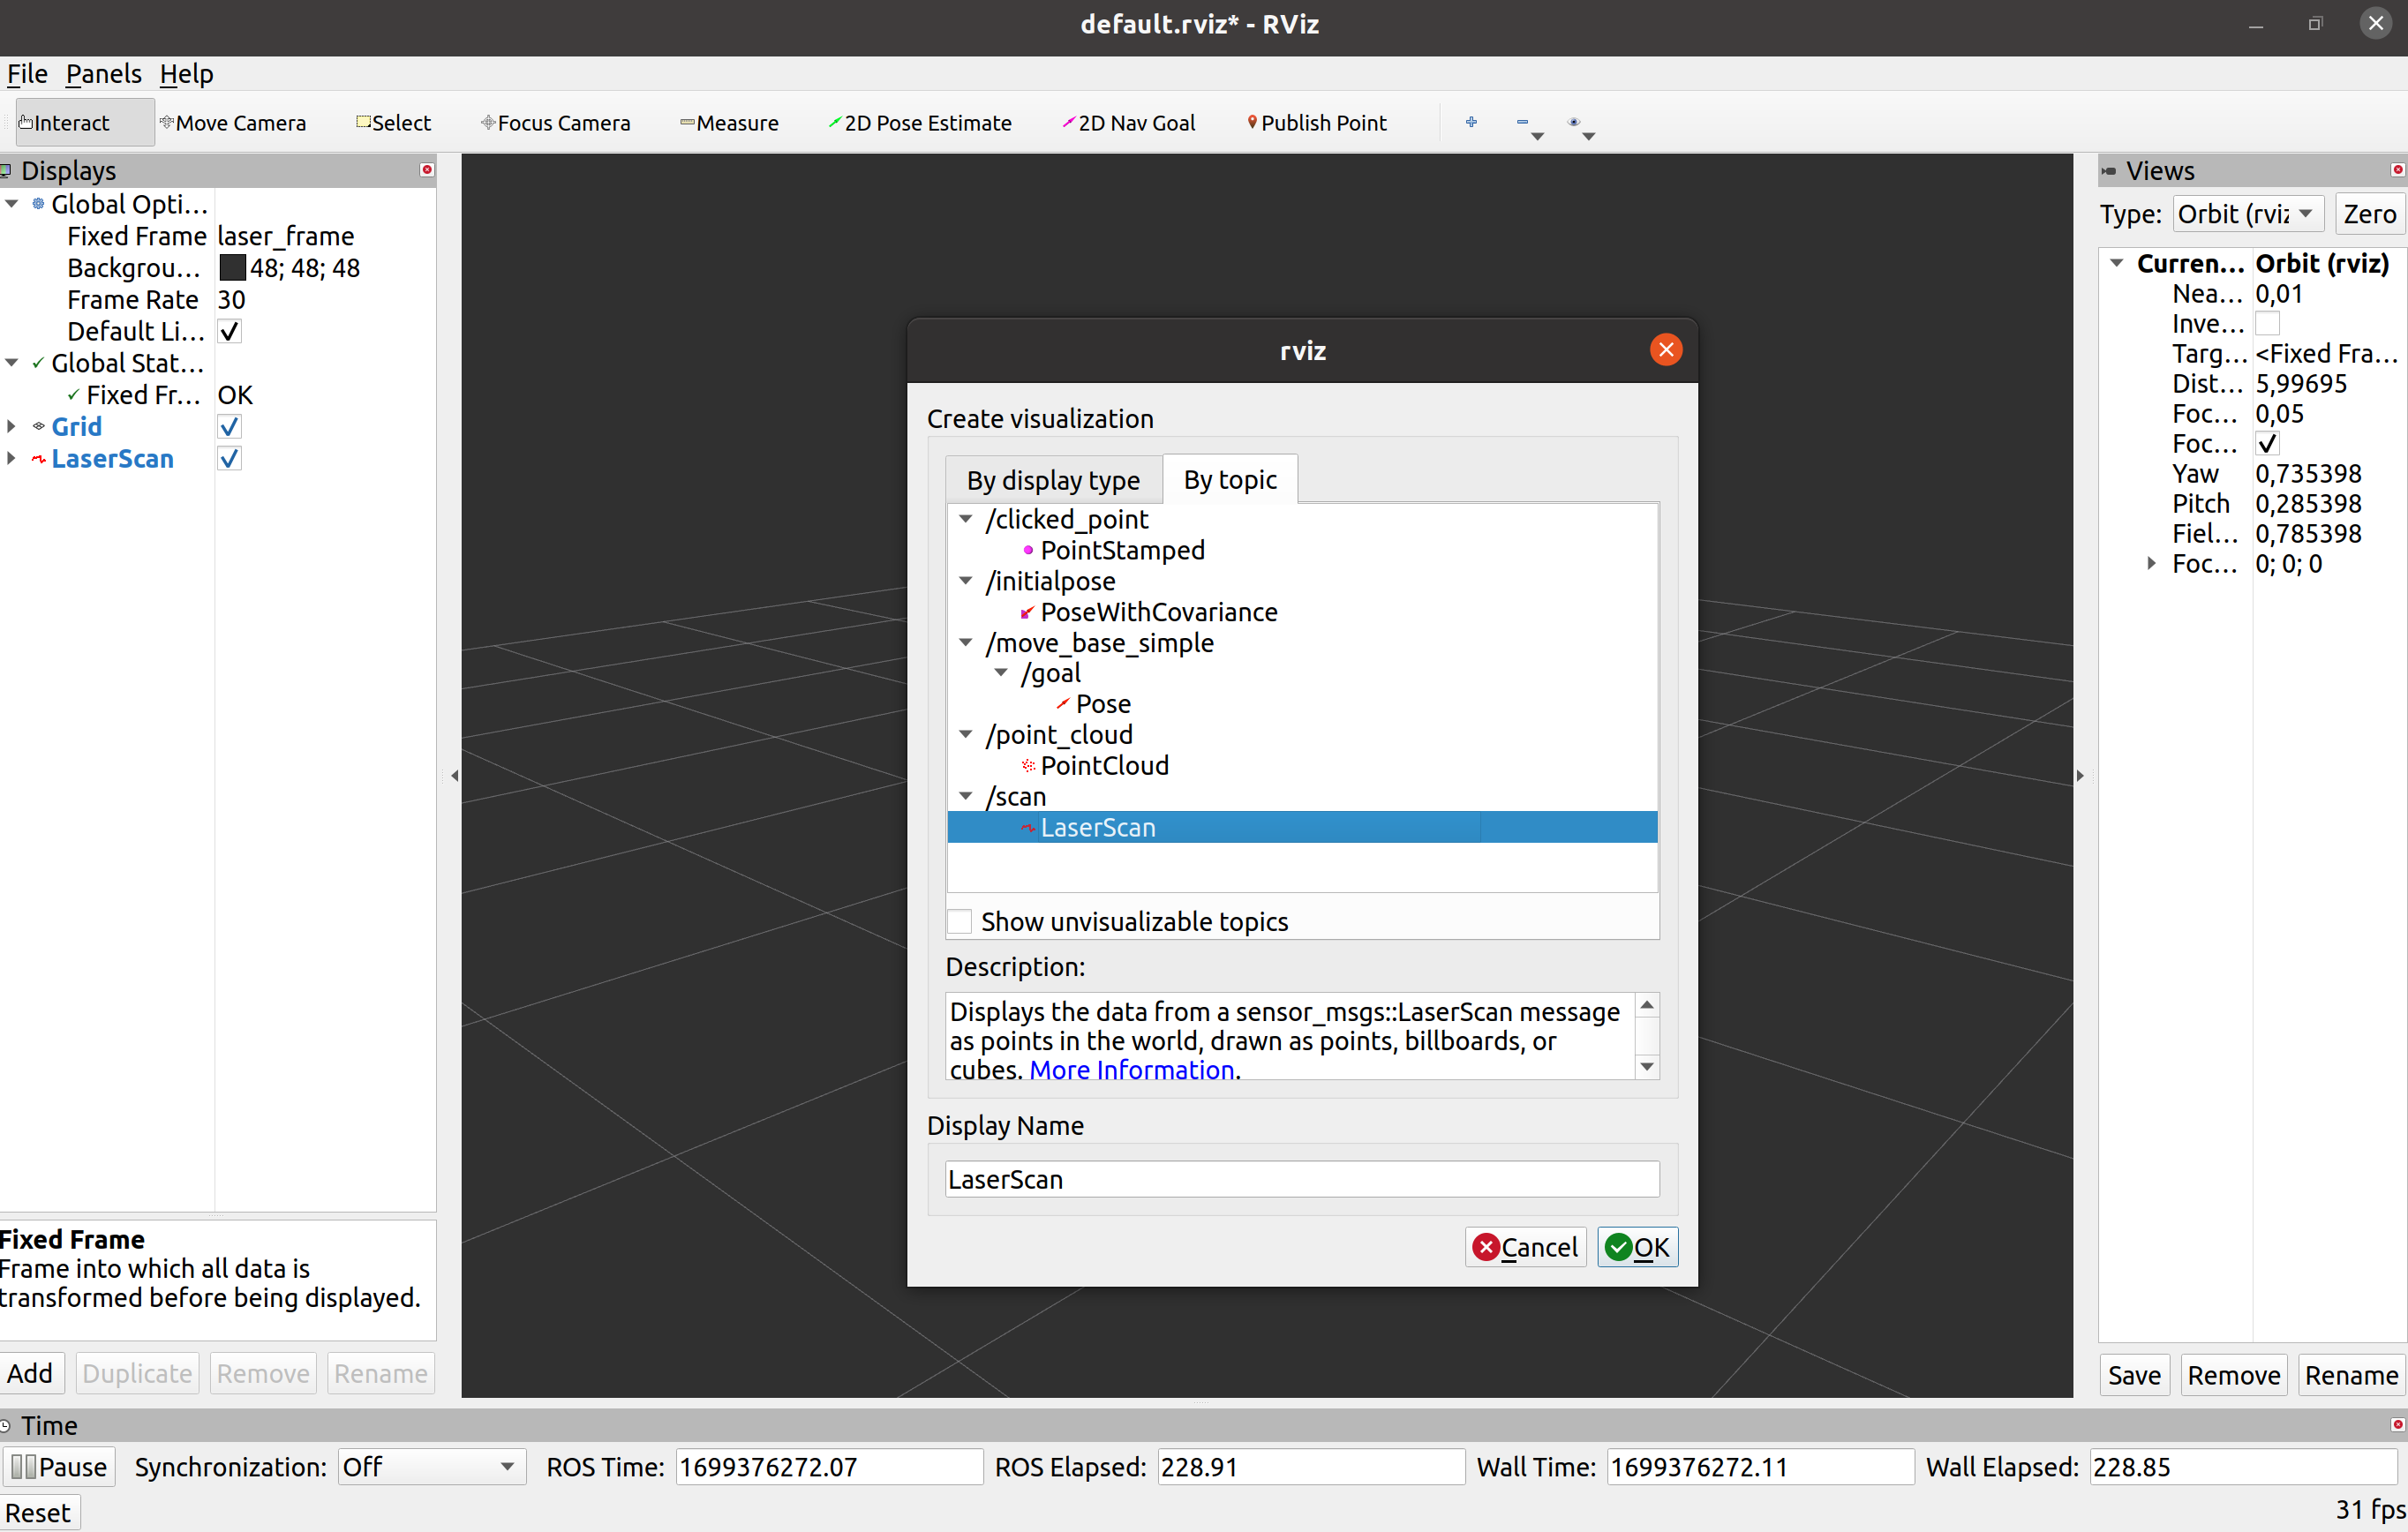 default.rviz* - RViz
File Panels Help
Interact Move Camera Select Focus Camera Measure 2D Pose Estimate 2D Nav Goal Publish Point
Displays
Global Opti...
Fixed Frame laser_frame
Backgrou... 48; 48; 48
Frame Rate 30
Default Li...
Global Stat...
Fixed Fr... OK
Grid
LaserScan
Fixed Frame
Frame into which all data is
transformed before being displayed.
Add Duplicate Remove Rename
rviz
Create visualization
By display type By topic
/clicked_point
PointStamped
/initialpose
PoseWithCovariance
/move_base_simple
/goal
Pose
/point_cloud
PointCloud
/scan
LaserScan
Show unvisualizable topics
Description:
Displays the data from a sensor_msgs::LaserScan message
as points in the world, drawn as points, billboards, or
cubes. More Information.
Display Name
LaserScan
Cancel OK
Views
Type: Orbit (rviz Zero
Curren... Orbit (rviz)
Nea... 0,01
Inve...
Targ... <Fixed Fra...
Dist... 5,99695
Foc... 0,05
Foc...
Yaw 0,735398
Pitch 0,285398
Fiel... 0,785398
Foc... 0; 0; 0
Save Remove Rename
Time
Pause Synchronization: Off ROS Time: 1699376272.07 ROS Elapsed: 228.91 Wall Time: 1699376272.11 Wall Elapsed: 228.85
Reset 31 fps